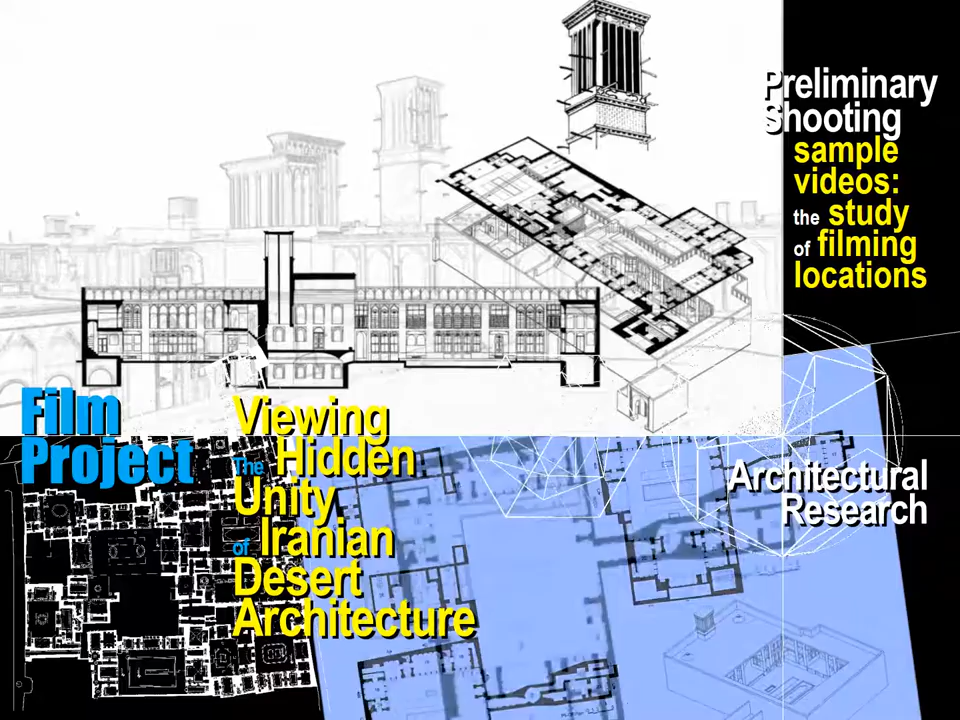 Preliminary
Shooting
sample
videos:
the study
of filming
locations
Film
Project
Viewing
The Hidden
Unity
of Iranian
Desert
Architecture
Architectural
Research